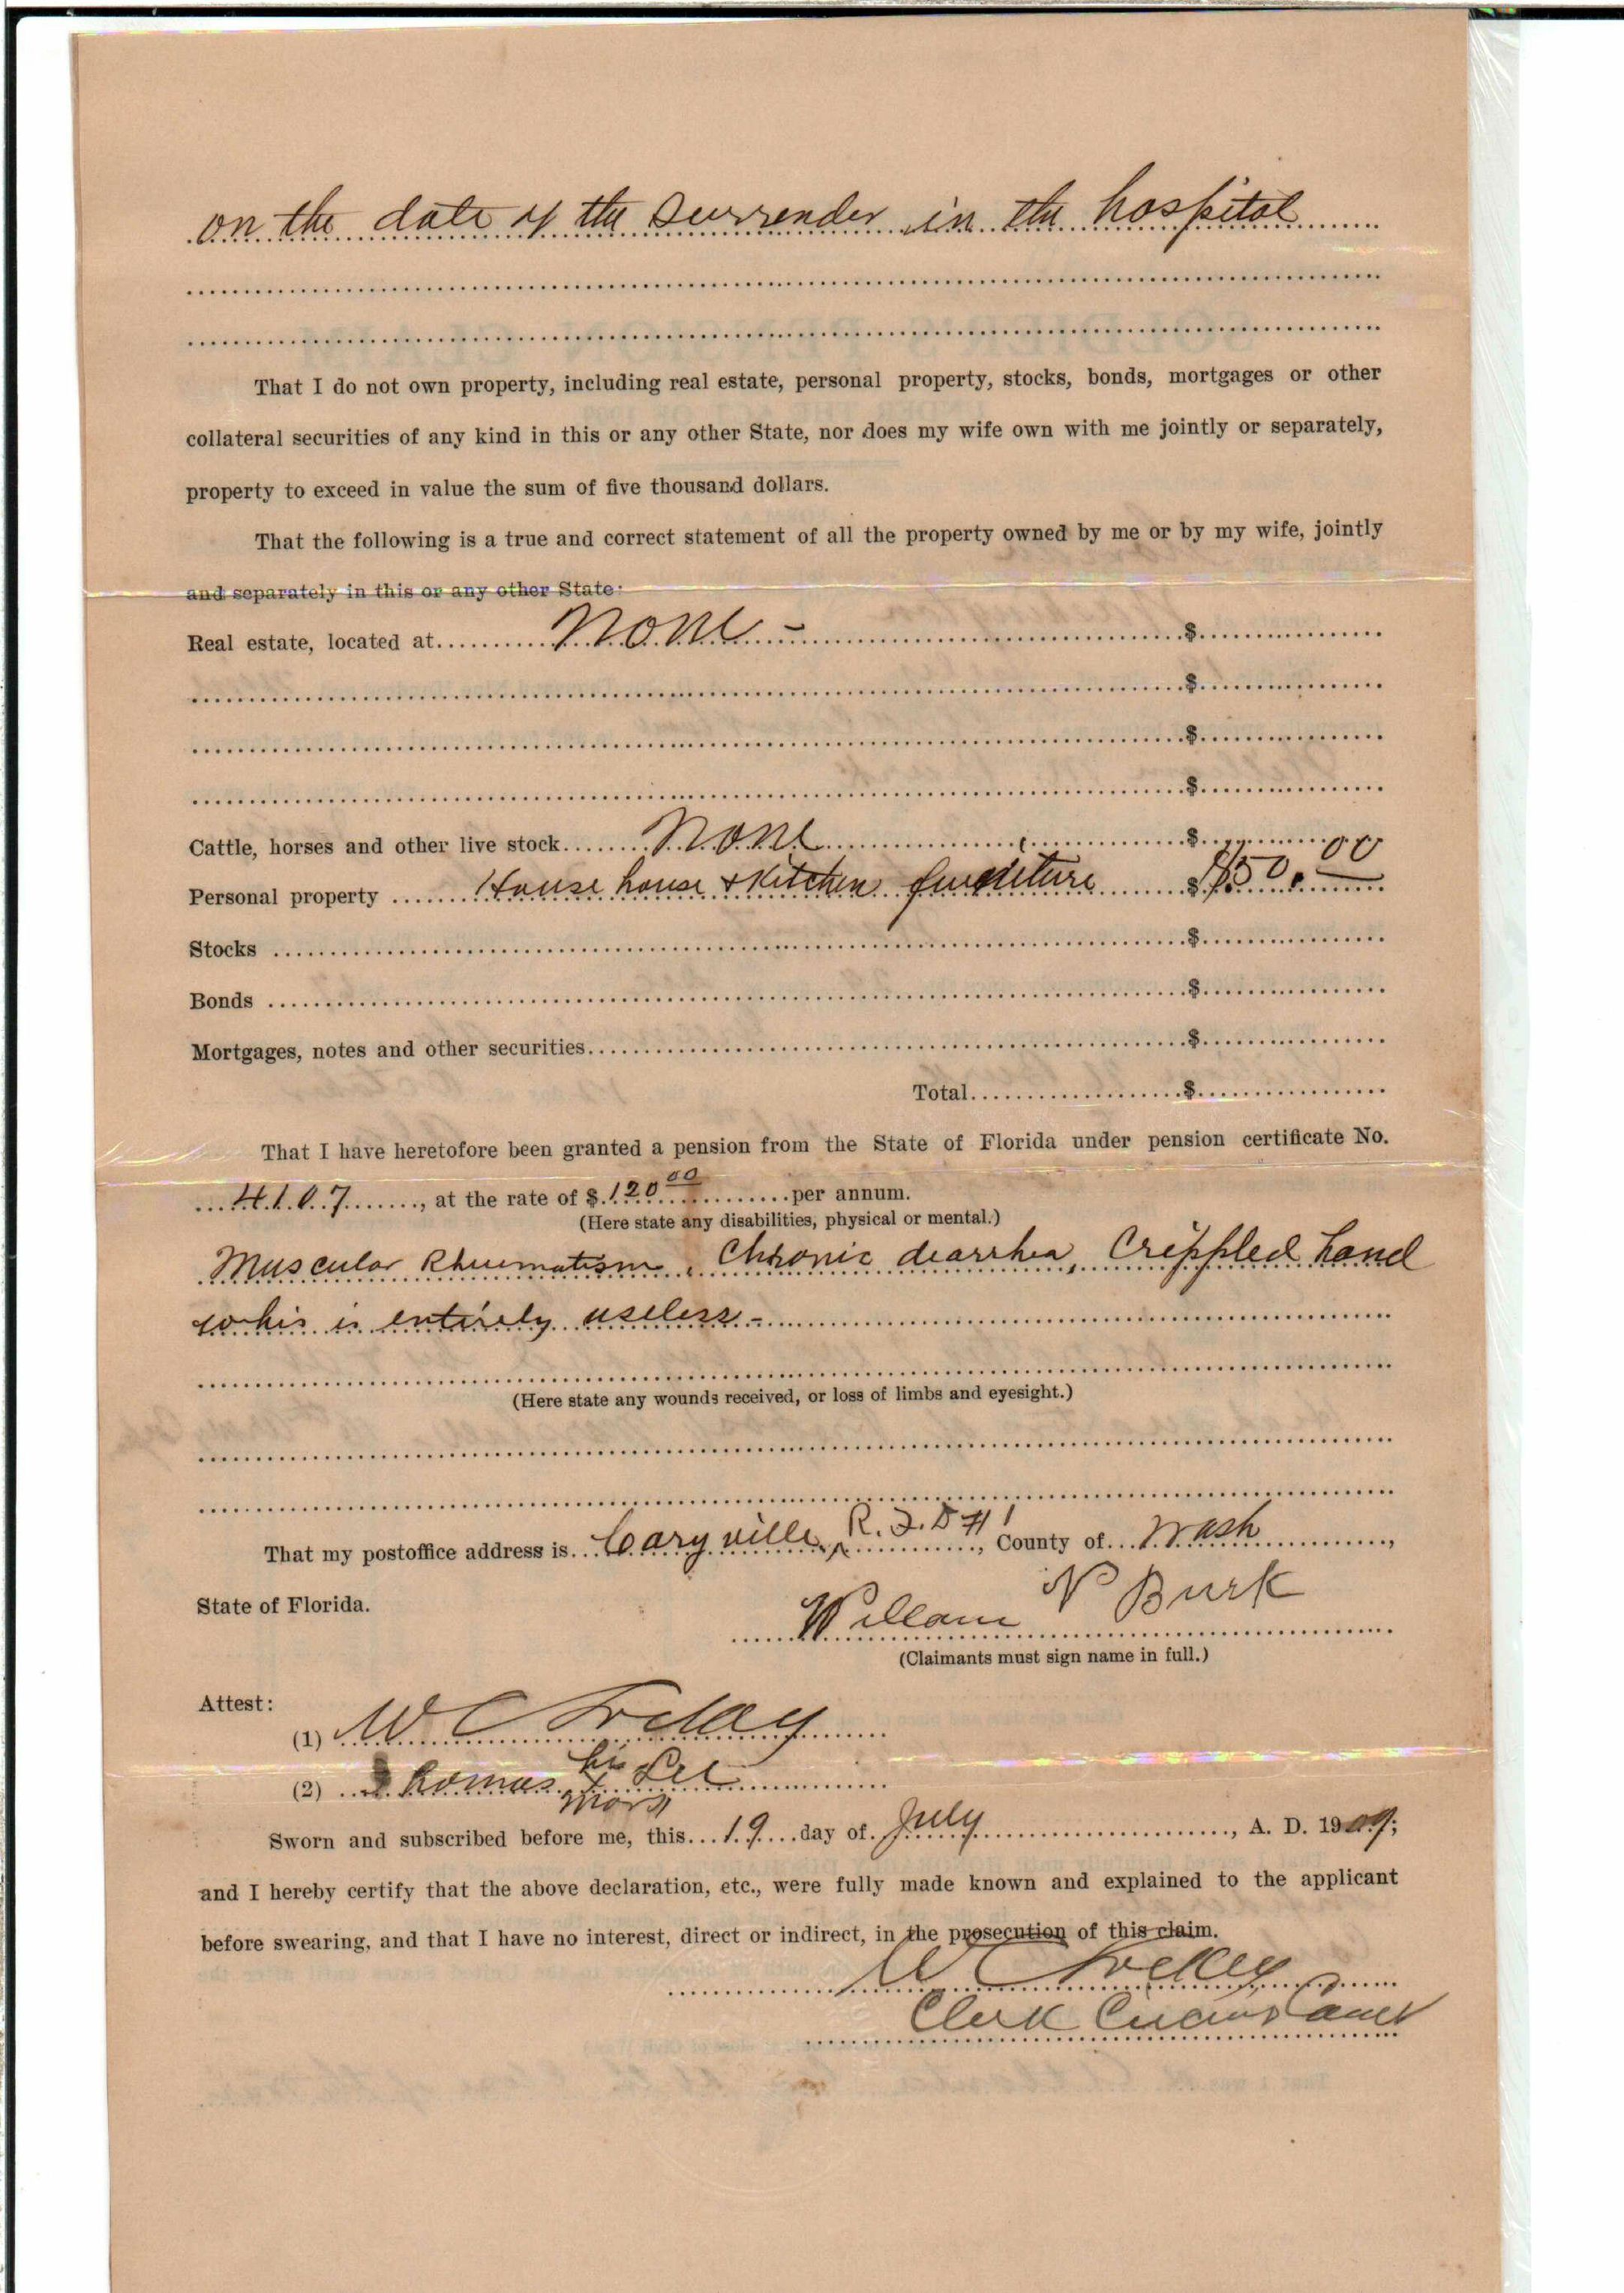 on the date of the Surrender in the hospital
That I do not own property, including real estate, personal property, stocks, bonds, mortgages or other
collateral securities of any kind in this or any other State, nor does my wife own with me jointly or separately,
property to exceed in value the sum of five thousand dollars.
That the following is a true and correct statement of all the property owned by me or by my wife, jointly
and separately in this or any other State:
Real estate, located at None - $
$
$
$
Cattle, horses and other live stock None $
Personal property House house & Kitchen furniture $ 150.00
Stocks $
Bonds $
Mortgages, notes and other securities $
Total $
That I have heretofore been granted a pension from the State of Florida under pension certificate No.
4107, at the rate of $ 120 00 per annum.
(Here state any disabilities, physical or mental.)
Muscular Rhuematism, Chronic diarrhea, Crippled hand
whis is entirely useless -
(Here state any wounds received, or loss of limbs and eyesight.)
That my postoffice address is Caryville, R.F.D #1, County of Wash,
State of Florida.
William N Burk
(Claimants must sign name in full.)
Attest:
(1) W C
(2) Thomas his x mark Lee
Sworn and subscribed before me, this 19 day of July, A. D. 1909;
and I hereby certify that the above declaration, etc., were fully made known and explained to the applicant
before swearing, and that I have no interest, direct or indirect, in the prosecution of this claim.
W C
Clerk Circuit Court